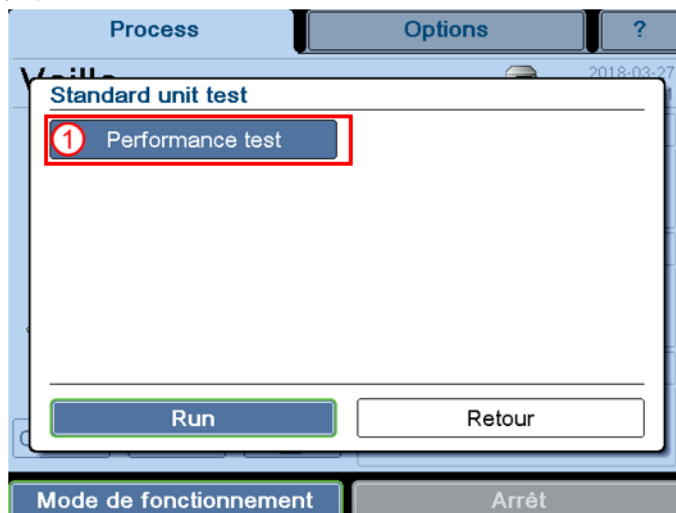 Process Options ?
2018-03-27
Standard unit test
1 Performance test
Run Retour
Mode de fonctionnement Arrêt